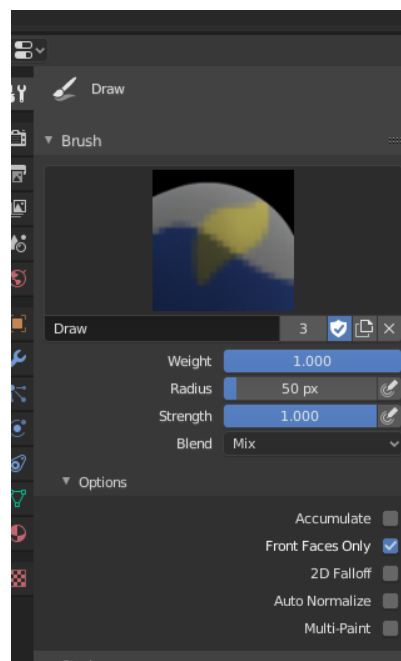 Draw
Brush
Draw 3
Weight 1.000
Radius 50 px
Strength 1.000
Blend Mix
Options
Accumulate
Front Faces Only
2D Falloff
Auto Normalize
Multi-Paint